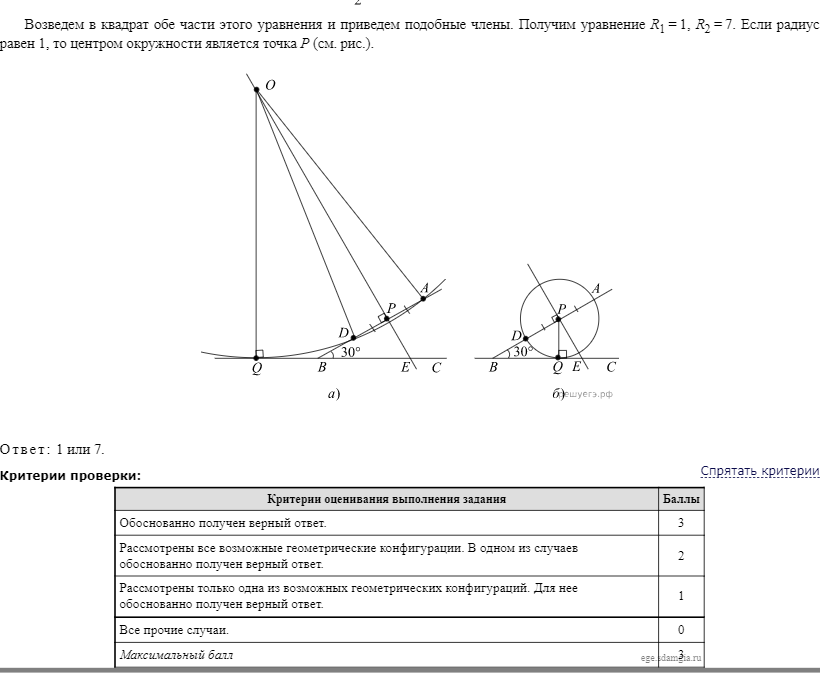 2
Возведем в квадрат обе части этого уравнения и приведем подобные члены. Получим уравнение R₁ = 1, R₂ = 7. Если радиус
равен 1, то центром окружности является точка P (см. рис.).
O
A
P
D
30°
Q
B
E
C
а)
A
P
D
30°
B
Q
E
C
б)
решуегэ.рф
Ответ: 1 или 7.
Критерии проверки:
Спрятать критерии
Критерии оценивания выполнения задания Баллы
Обоснованно получен верный ответ. 3
Рассмотрены все возможные геометрические конфигурации. В одном из случаев
обоснованно получен верный ответ. 2
Рассмотрены только одна из возможных геометрических конфигураций. Для нее
обоснованно получен верный ответ. 1
Все прочие случаи. 0
Максимальный балл 3
ege.sdamgia.ru